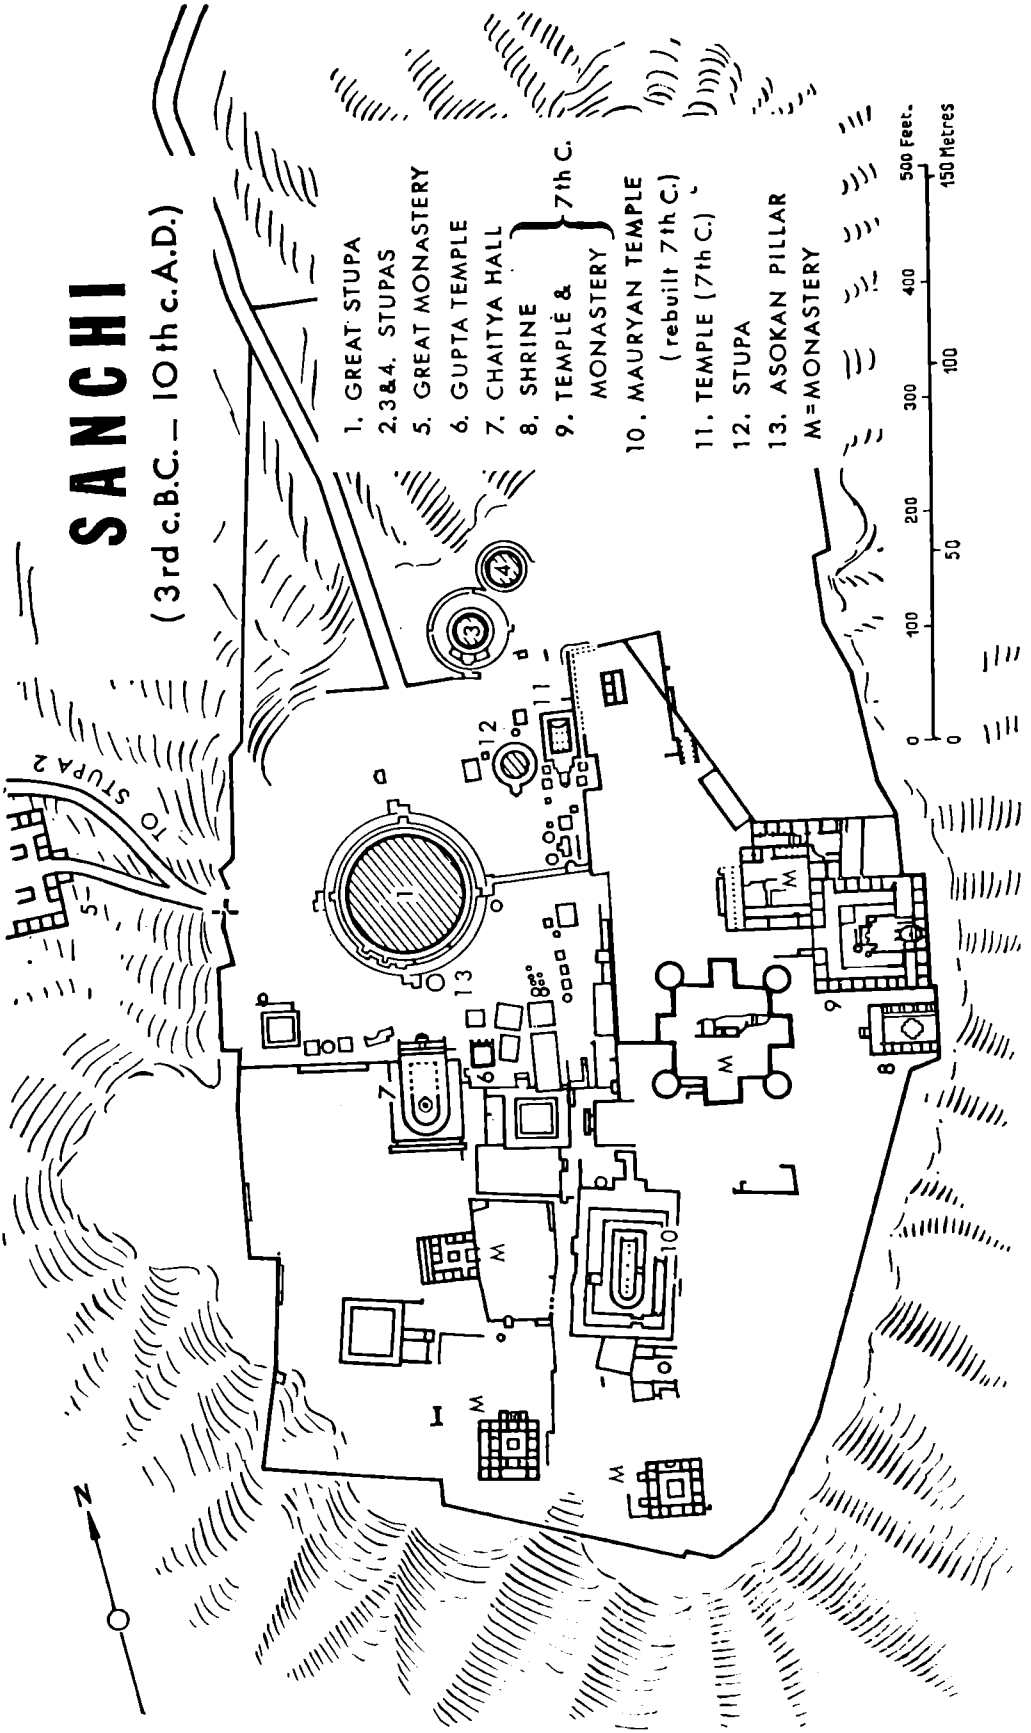 SANCHI
(3rd c.B.C. – 10th c. A.D.)
1. GREAT STUPA
2.3&4. STUPAS
5. GREAT MONASTERY
6. GUPTA TEMPLE
7. CHAITYA HALL
8. SHRINE
9. TEMPLE &
MONASTERY
7th C.
10. MAURYAN TEMPLE
(rebuilt 7th C.)
11. TEMPLE (7th C.)
12. STUPA
13. ASOKAN PILLAR
M = MONASTERY
0 100 200 300 400 500 Feet.
0 50 100 150 Metres
N
TO STUPA 2
5
1
3
4
12
11
13
7
6
M
M
M
10
M
M
9
8
I